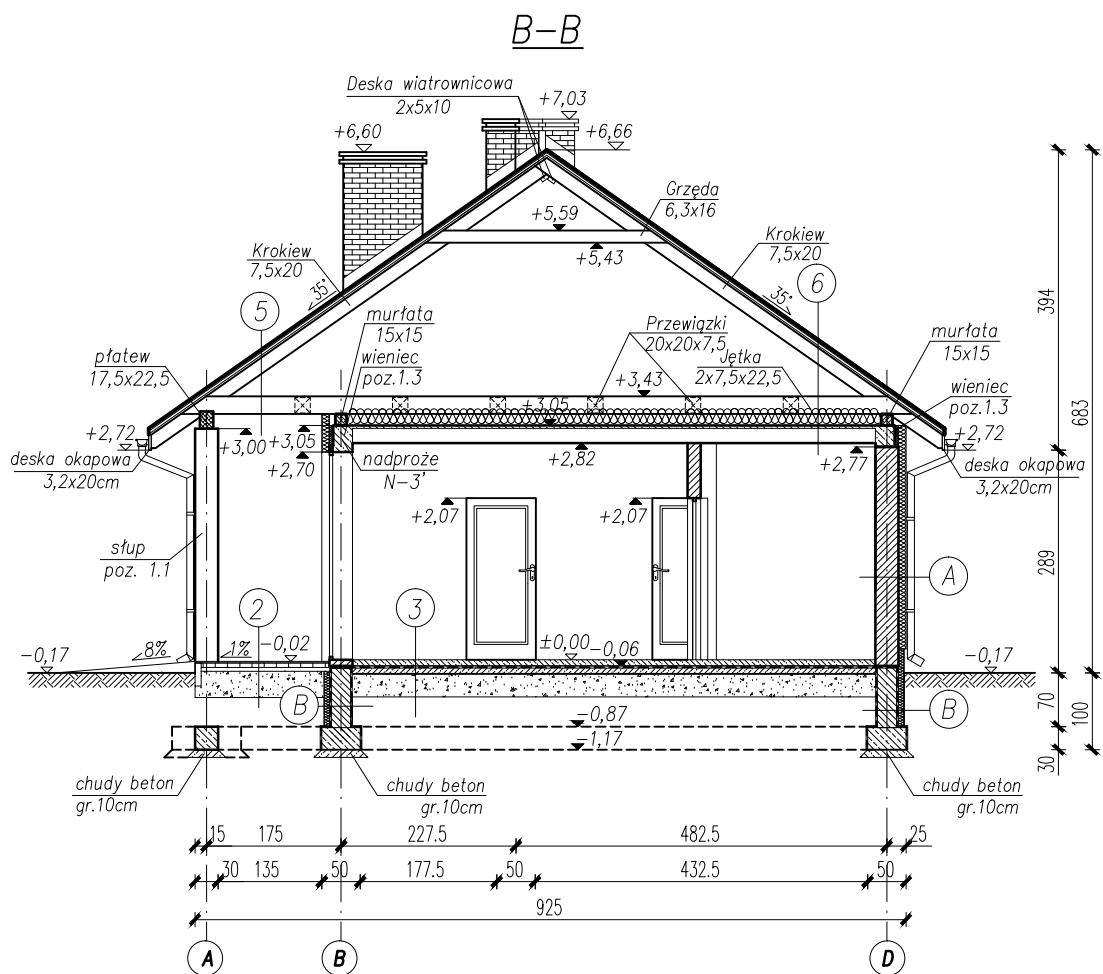 B-B
Deska wiatrownicowa
2x5x10
+7,03
+6,60
+6,66
Grzęda
6,3x16
+5,59
+5,43
Krokiew
7,5x20
Krokiew
7,5x20
35°
35°
5
6
394
murłata
15x15
Przewiązki
20x20x7,5
murłata
15x15
płatew
17,5x22,5
wieniec
poz.1.3
Jętka
2x7,5x22,5
wieniec
poz.1.3
+3,43
+3,05
683
+2,72
+3,00
+3,05
+2,70
+2,82
+2,77
+2,72
deska okapowa
3,2x20cm
nadproże
N-3'
deska okapowa
3,2x20cm
+2,07
+2,07
słup
poz. 1.1
289
A
2
3
8%
1%
-0,02
±0,00
-0,06
-0,17
-0,17
B
B
-0,87
-1,17
70
100
30
chudy beton
gr.10cm
chudy beton
gr.10cm
chudy beton
gr.10cm
15
175
227.5
482.5
25
30
135
50
177.5
50
432.5
50
925
A
B
D